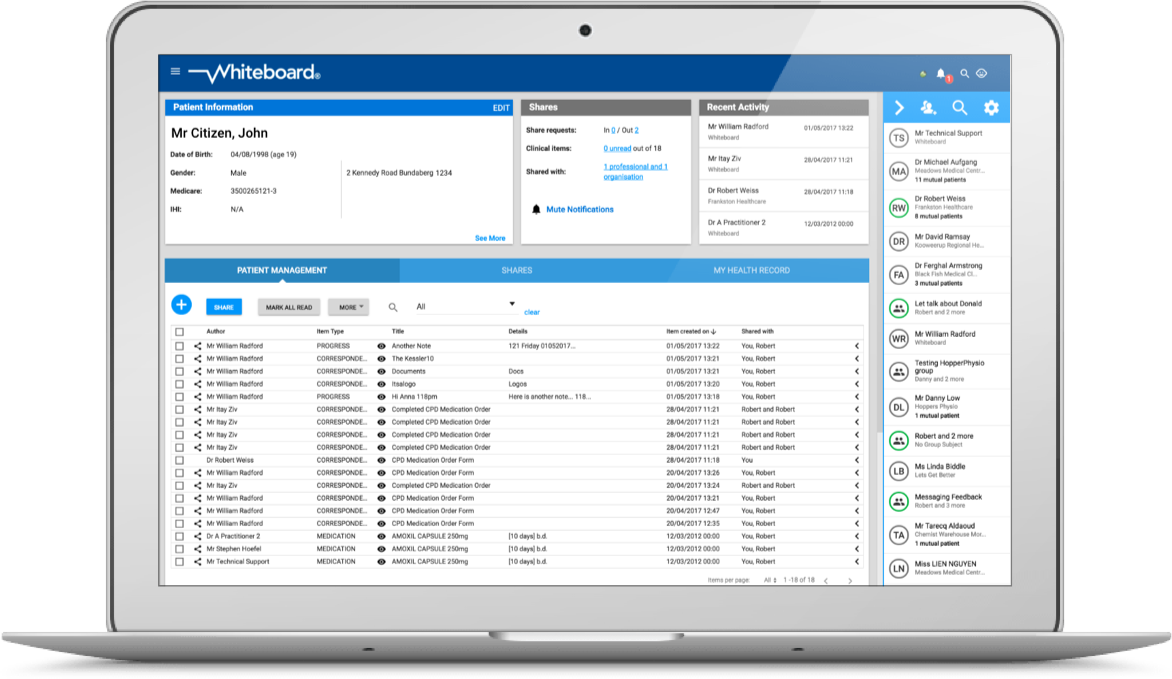 Whiteboard®
1
Patient Information EDIT
Mr Citizen, John
Date of Birth: 04/08/1998 (age 19)
Gender: Male
Medicare: 3500265121-3
IHI: N/A
2 Kennedy Road Bundaberg 1234
See More
Shares
Share requests: In 0 / Out 2
Clinical items: 0 unread out of 18
Shared with: 1 professional and 1
organisation
Mute Notifications
Recent Activity
Mr William Radford 01/05/2017 13:22
Whiteboard
Mr Itay Ziv 28/04/2017 11:21
Whiteboard
Dr Robert Weiss 28/04/2017 11:18
Frankston Healthcare
Dr A Practitioner 2 12/03/2012 00:00
Whiteboard
PATIENT MANAGEMENT SHARES MY HEALTH RECORD
SHARE MARK ALL READ MORE All clear
Author Item Type Title Details Item created on Shared with
Mr William Radford PROGRESS Another Note 121 Friday 01052017... 01/05/2017 13:22 You, Robert
Mr William Radford CORRESPONDE... The Kessler10 01/05/2017 13:21 You, Robert
Mr William Radford CORRESPONDE... Documents Docs 01/05/2017 13:21 You, Robert
Mr William Radford CORRESPONDE... Itsalogo Logos 01/05/2017 13:20 You, Robert
Mr William Radford PROGRESS Hi Anna 118pm Here is another note... 118... 01/05/2017 13:18 You, Robert
Mr Itay Ziv CORRESPONDE... Completed CPD Medication Order 28/04/2017 11:21 Robert and Robert
Mr Itay Ziv CORRESPONDE... Completed CPD Medication Order 28/04/2017 11:21 Robert and Robert
Mr Itay Ziv CORRESPONDE... Completed CPD Medication Order 28/04/2017 11:21 Robert and Robert
Mr Itay Ziv CORRESPONDE... Completed CPD Medication Order 28/04/2017 11:21 Robert and Robert
Dr Robert Weiss CORRESPONDE... CPD Medication Order Form 28/04/2017 11:18 You
Mr William Radford CORRESPONDE... CPD Medication Order Form 20/04/2017 13:26 You, Robert
Mr Itay Ziv CORRESPONDE... Completed CPD Medication Order 20/04/2017 13:24 Robert and Robert
Mr William Radford CORRESPONDE... CPD Medication Order Form 20/04/2017 13:21 You, Robert
Mr William Radford CORRESPONDE... CPD Medication Order Form 20/04/2017 12:47 You, Robert
Mr William Radford CORRESPONDE... CPD Medication Order Form 20/04/2017 12:35 You, Robert
Dr A Practitioner 2 MEDICATION AMOXIL CAPSULE 250mg [10 days] b.d. 12/03/2012 00:00 You, Robert
Mr Stephen Hoefel MEDICATION AMOXIL CAPSULE 250mg [10 days] b.d. 12/03/2012 00:00 You, Robert
Mr Technical Support MEDICATION AMOXIL CAPSULE 250mg [10 days] b.d. 12/03/2012 00:00 You, Robert
Items per page: All 1 -18 of 18
TS Mr Technical Support
Whiteboard
MA Dr Michael Aufgang
Meadows Medical Centr...
11 mutual patients
RW Dr Robert Weiss
Frankston Healthcare
8 mutual patients
DR Mr David Ramsay
Kooweerup Regional He...
FA Dr Ferghal Armstrong
Black Fish Medical Cl...
3 mutual patients
Let talk about Donald
Robert and 2 more
WR Mr William Radford
Whiteboard
Testing HopperPhysio
group
Danny and 2 more
DL Mr Danny Low
Hoppers Physio
1 mutual patient
Robert and 2 more
No Group Subject
LB Ms Linda Biddle
Lets Get Better
Messaging Feedback
Robert and 3 more
TA Mr Tarecq Aldaoud
Chemist Warehouse Mor...
1 mutual patient
LN Miss LIEN NGUYEN
Meadows Medical Centr...